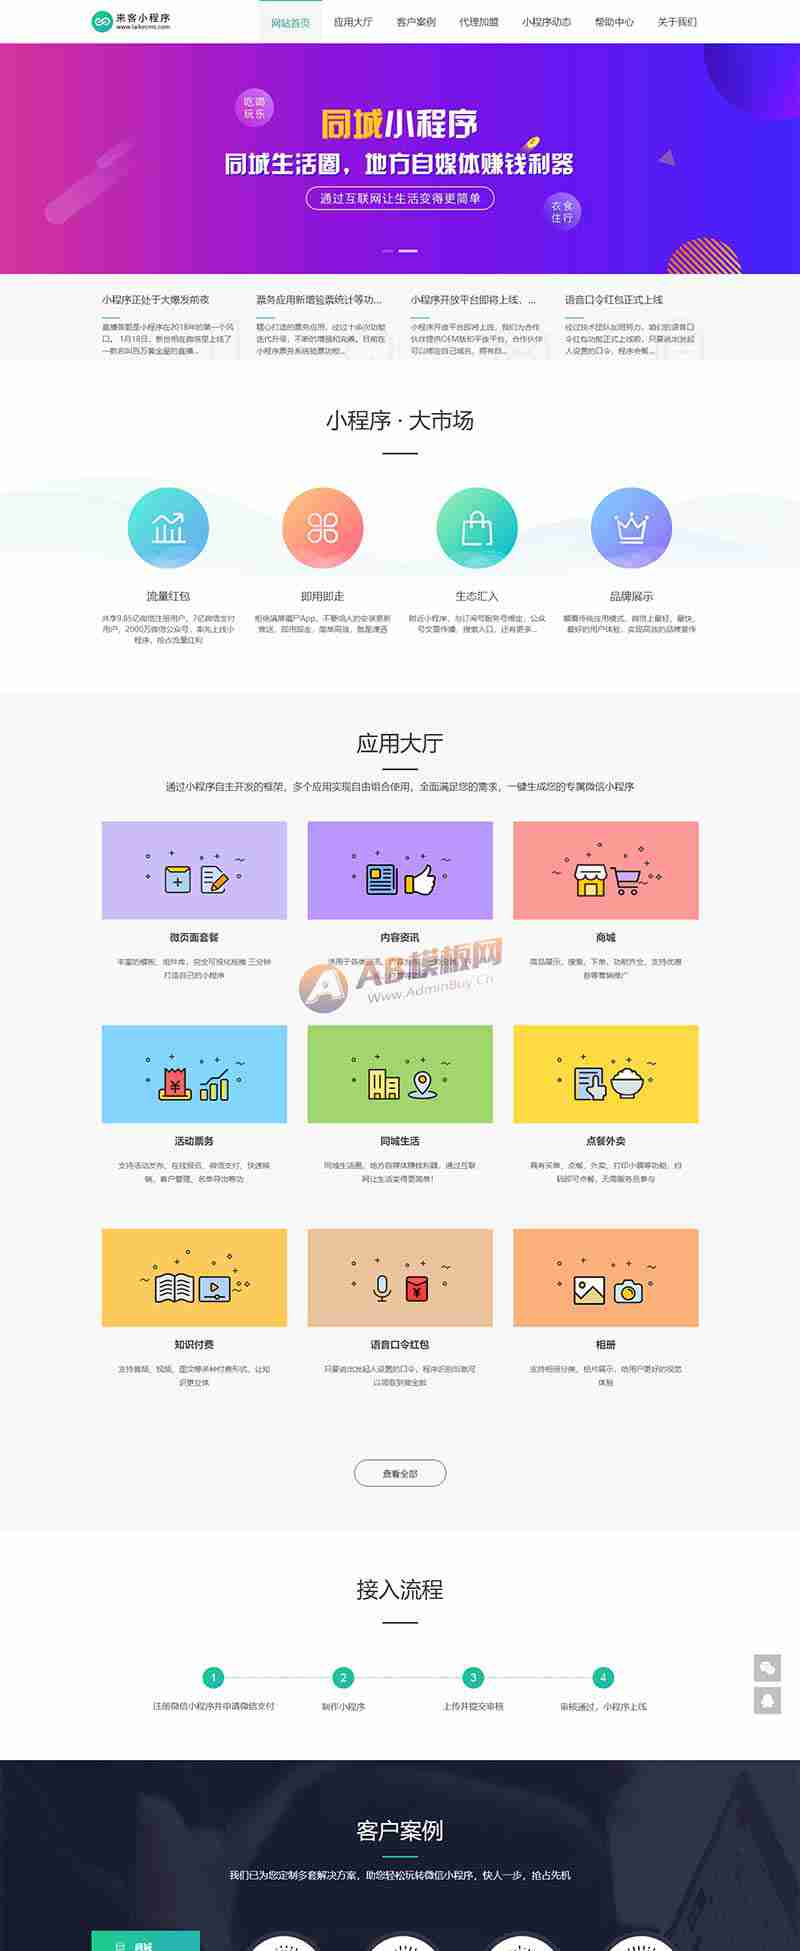 来客小程序
www.laikecms.com
网站首页
应用大厅
客户案例
代理加盟
小程序动态
帮助中心
关于我们
吃喝
玩乐
同城小程序
同城生活圈，地方自媒体赚钱利器
通过互联网让生活变得更简单
衣食
住行
小程序正处于大爆发前夜
直播答题是小程序在2018年的第一个风
口。1月18日，新世相在微信里上线了
一款名叫百万黄金屋的直播...
票务应用新增验票统计等功...
精心打造的票务应用，经过十余次功能
迭代升级，不断的增强和完善。目前在
小程序票务系统验票功能...
小程序开放平台即将上线，...
小程序开放平台即将上线，我们为合作
伙伴提供OEM版和平放平台，合作伙伴
可以绑定自己域名，拥有自...
语音口令红包正式上线
经过技术团队加班努力，咱们的语音口
令红包功能正式上线啦，只要说出发起
人设置的口令，程序会餐...
小程序 · 大市场
流量红包
共享9.85亿微信注册用户，7亿微信支付
用户，2000万微信公众号，率先上线小
程序，抢占流量红利
即用即走
拒绝满屏僵尸App，不断烦人的安装更新
推送，即用即走，简单高效，就是潇洒
生态汇入
附近小程序，与订阅号服务号绑定，公众
号文章传播，搜索入口，还有更多...
品牌展示
颠覆传统应用模式，微信上最轻，最快，
最好的用户体验，实现高效的品牌宣传
应用大厅
通过小程序自主开发的框架，多个应用实现自由组合使用，全面满足您的需求，一键生成您的专属微信小程序
微页面套餐
丰富的模板、组件库，完全可视化拖拽 三分钟
打造自己的小程序
内容资讯
商城
商品展示、搜索、下单、功能齐全，支持优惠
卷等营销推广
AB模板网
Www.AdminBuy.Cn
活动票务
支持活动发布、在线报名、微信支付、快速核
销、客户管理、名单导出等功
同城生活
同城生活圈，地方自媒体赚钱利器，通过互联
网让生活变得更简单！
点餐外卖
具有买单、点餐、外卖、打印小票等功能，扫
码即可点餐，无需服务员参与
知识付费
支持音频、视频、图文等多种付费形式，让知
识更立体
语音口令红包
只要说出发起人设置的口令，程序识别后就可
以领取到赏金啦
相册
支持相册分类，相片展示，给用户更好的视觉
体验
查看全部
接入流程
1
2
3
4
注册微信小程序并申请微信支付
制作小程序
上传并提交审核
审核通过，小程序上线
客户案例
我们已为您定制多套解决方案，助您轻松玩转微信小程序，快人一步，抢占先机
商城